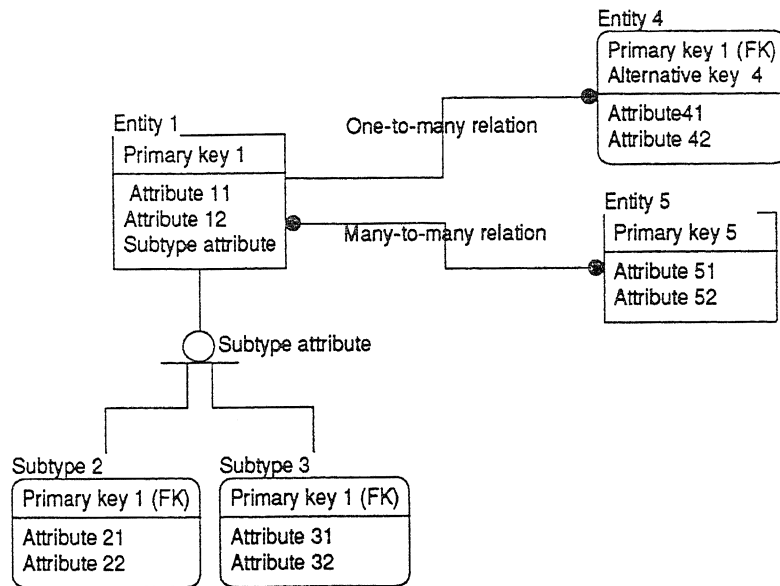 Entity 4
Primary key 1 (FK)
Alternative key 4
Attribute41
Attribute 42
One-to-many relation
Entity 1
Primary key 1
Attribute 11
Attribute 12
Subtype attribute
Many-to-many relation
Entity 5
Primary key 5
Attribute 51
Attribute 52
Subtype attribute
Subtype 2
Primary key 1 (FK)
Attribute 21
Attribute 22
Subtype 3
Primary key 1 (FK)
Attribute 31
Attribute 32